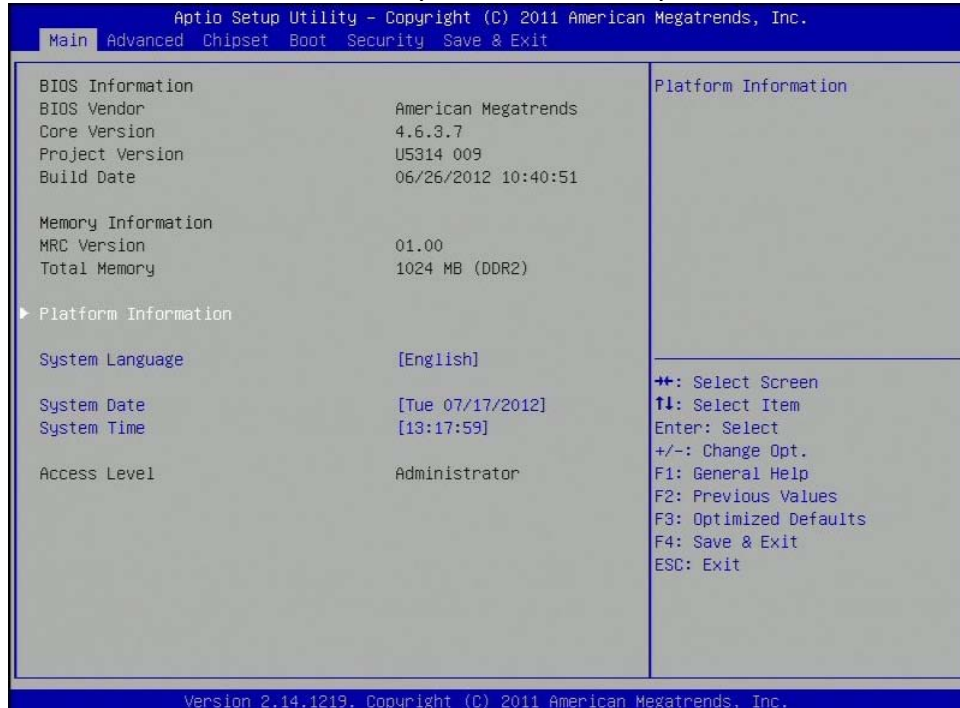 Aptio Setup Utility – Copyright (C) 2011 American Megatrends, Inc.
Main Advanced Chipset Boot Security Save & Exit
BIOS Information
BIOS Vendor American Megatrends
Core Version 4.6.3.7
Project Version U5314 009
Build Date 06/26/2012 10:40:51
Memory Information
MRC Version 01.00
Total Memory 1024 MB (DDR2)
Platform Information
System Language [English]
System Date [Tue 07/17/2012]
System Time [13:17:59]
Access Level Administrator
Platform Information
→←: Select Screen
↑↓: Select Item
Enter: Select
+/-: Change Opt.
F1: General Help
F2: Previous Values
F3: Optimized Defaults
F4: Save & Exit
ESC: Exit
Version 2.14.1219. Copyright (C) 2011 American Megatrends, Inc.